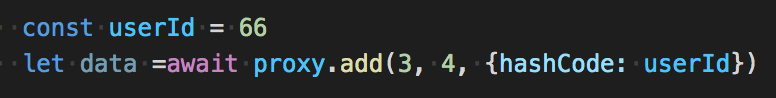 const userId = 66
let data =await proxy.add(3, 4, {hashCode: userId})